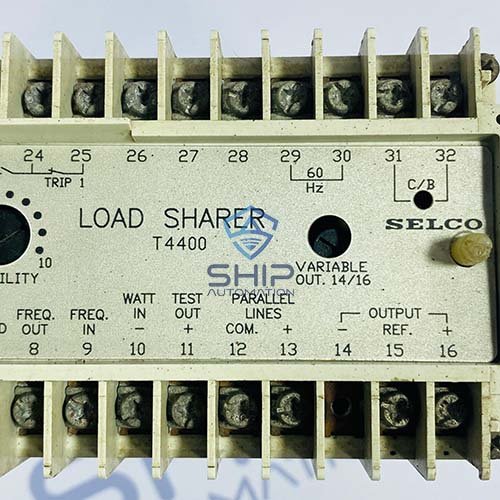 24 25 26 27 28 29 30 31 32
TRIP 1
60
Hz
C/B
LOAD SHARER
T4400
SELCO
10
ILITY
VARIABLE
OUT. 14/16
SHIP
AUTOMATION
FREQ. OUT
FREQ. IN
WATT IN
TEST OUT
PARALLEL LINES
OUTPUT
- + COM. + - REF. +
8 9 10 11 12 13 14 15 16